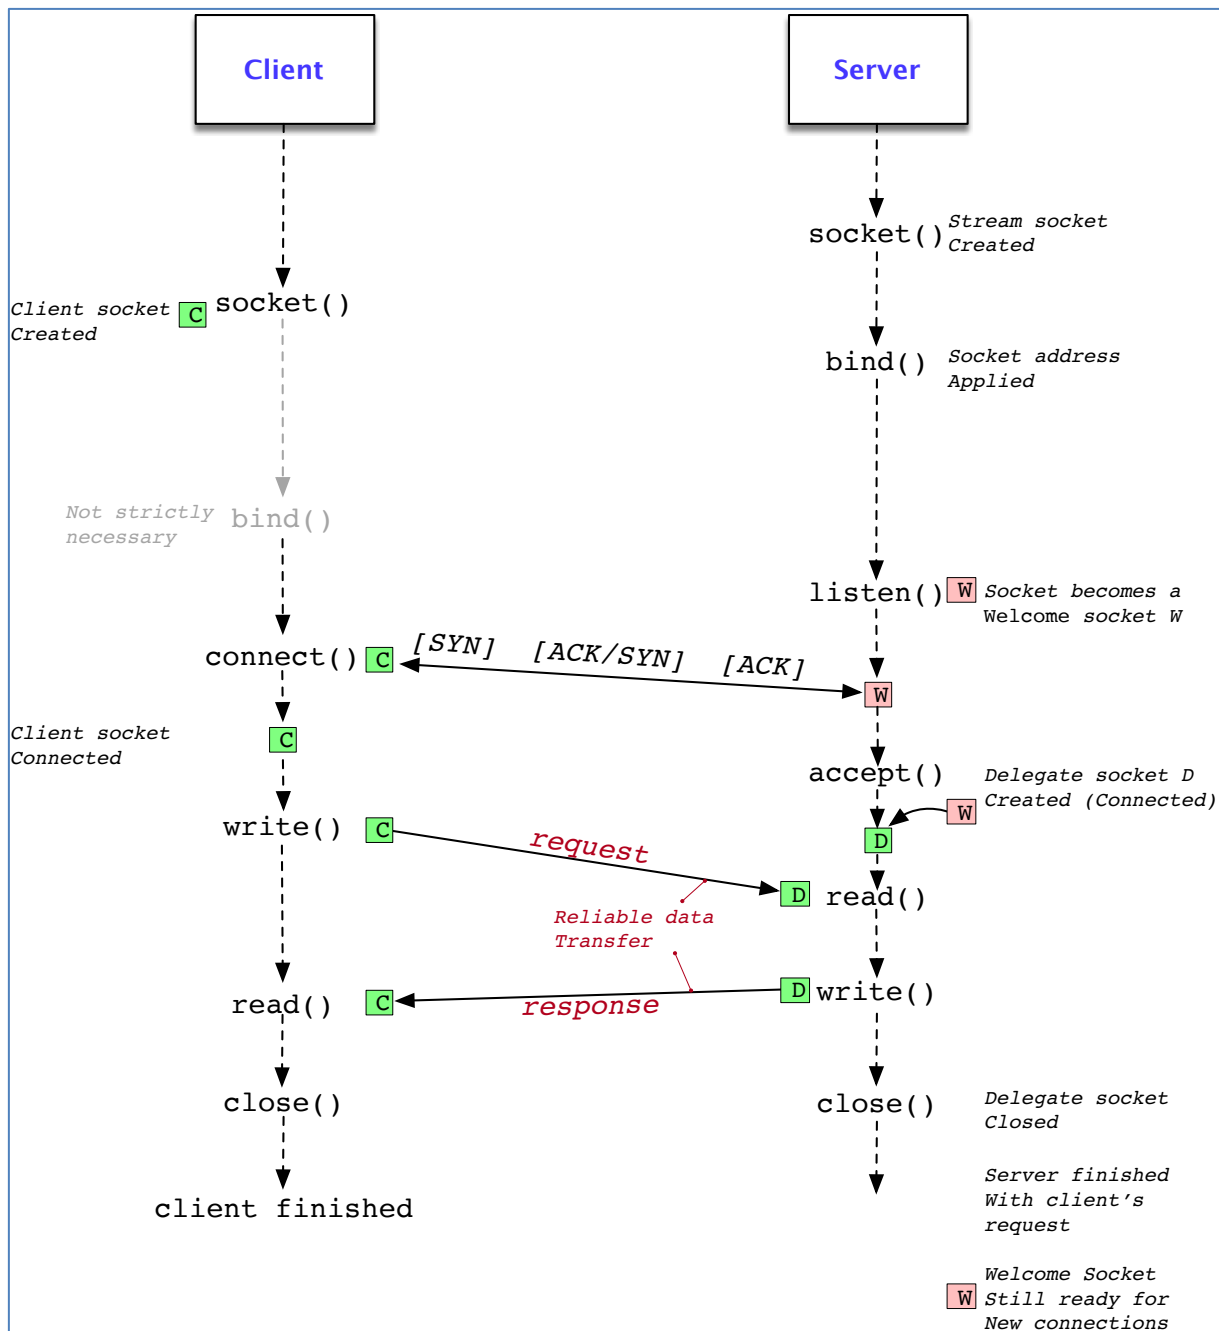 Client
Server
socket()
Stream socket
Created
Client socket
Created
C
socket()
bind()
Socket address
Applied
Not strictly
necessary
bind()
listen()
W
Socket becomes a
Welcome socket W
connect()
C
[SYN] [ACK/SYN] [ACK]
W
Client socket
Connected
C
accept()
Delegate socket D
Created (Connected)
W
write()
C
request
D
D
read()
Reliable data
Transfer
read()
C
response
D
write()
close()
close()
Delegate socket
Closed
client finished
Server finished
With client's
request
W
Welcome Socket
Still ready for
New connections